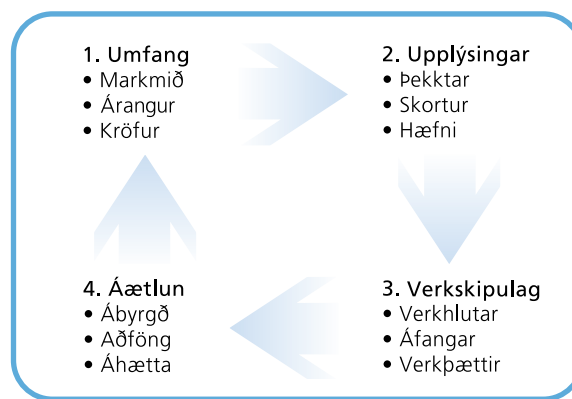 1. Umfang
• Markmið
• Árangur
• Kröfur
2. Upplýsingar
• Þekktar
• Skortur
• Hæfni
3. Verkskipulag
• Verkhlutar
• Áfangar
• Verkþættir
4. Áætlun
• Ábyrgð
• Aðföng
• Áhætta